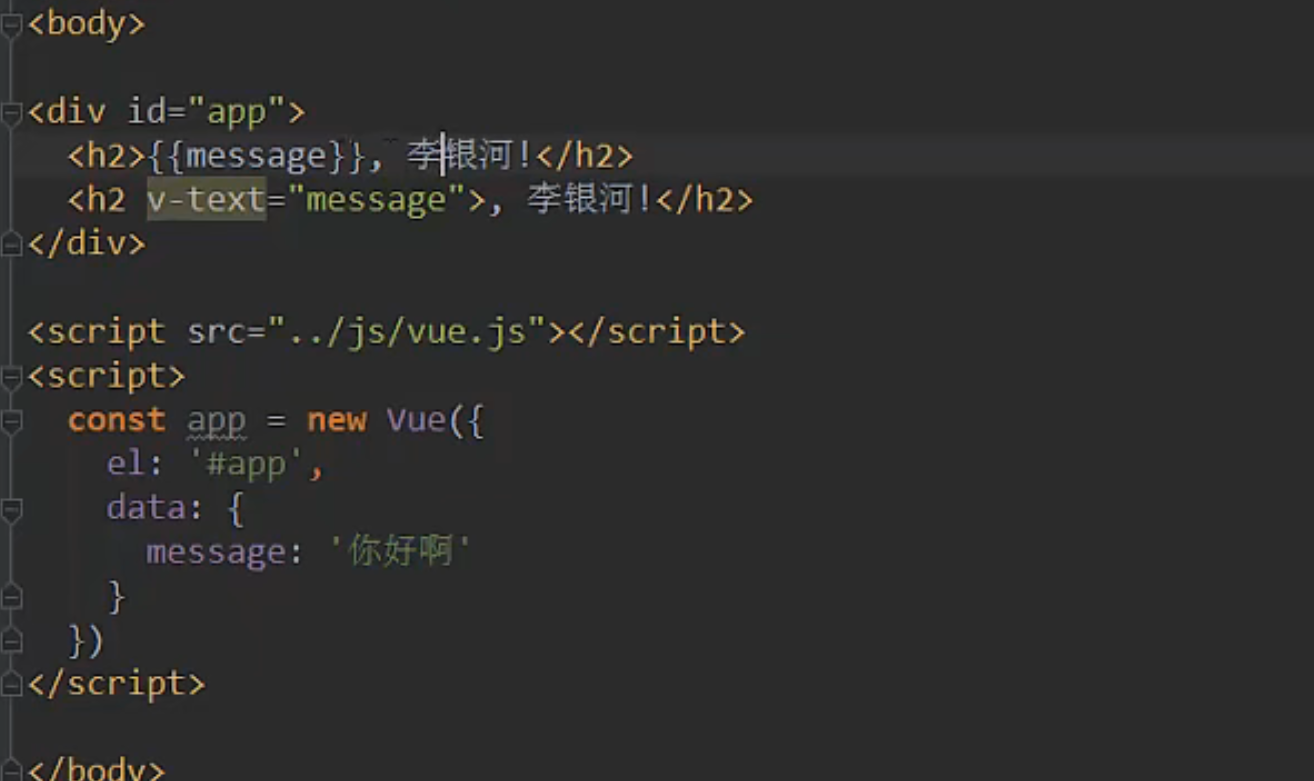 <body>
<div id="app">
<h2>{{message}}, 李银河!</h2>
<h2 v-text="message">, 李银河!</h2>
</div>
<script src="../js/vue.js"></script>
<script>
const app = new Vue({
el: '#app',
data: {
message: '你好啊'
}
})
</script>
</body>